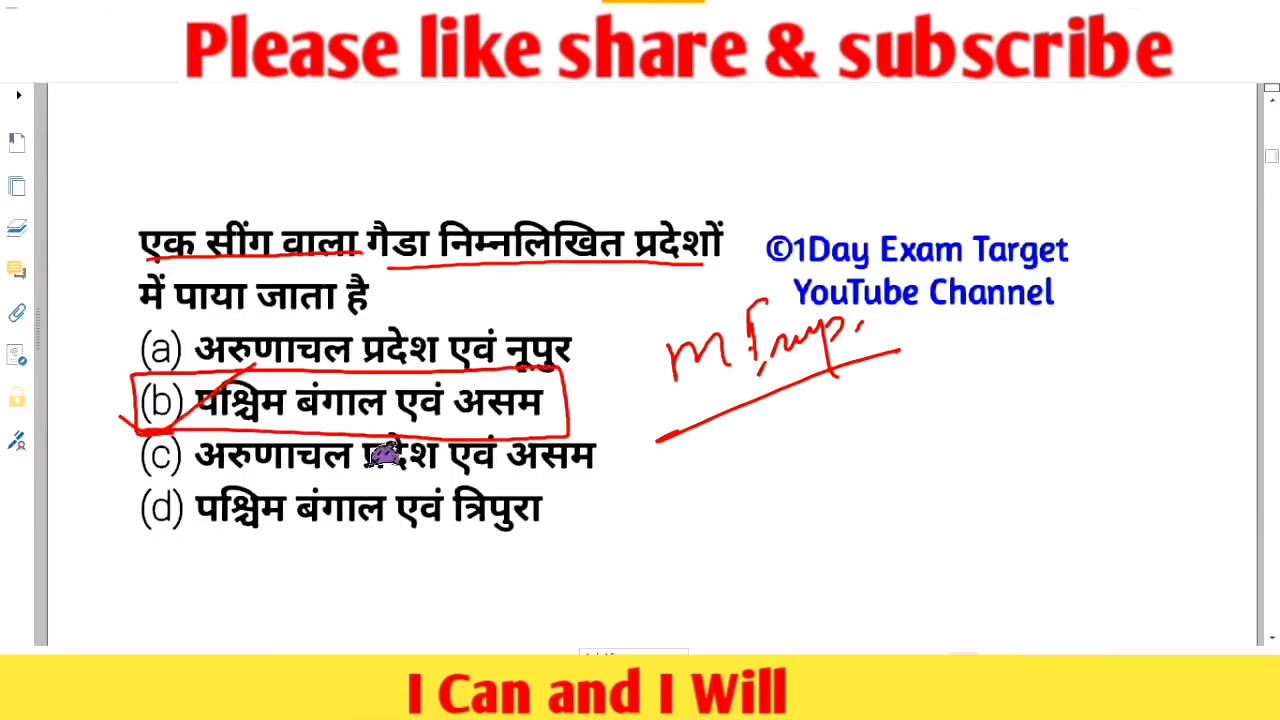 Please like share & subscribe
एक सींग वाला गैडा निम्नलिखित प्रदेशों
में पाया जाता है
©1Day Exam Target
YouTube Channel
(a) अरुणाचल प्रदेश एवं नूपुर
(b) पश्चिम बंगाल एवं असम
(c) अरुणाचल प्रदेश एवं असम
(d) पश्चिम बंगाल एवं त्रिपुरा
I Can and I Will